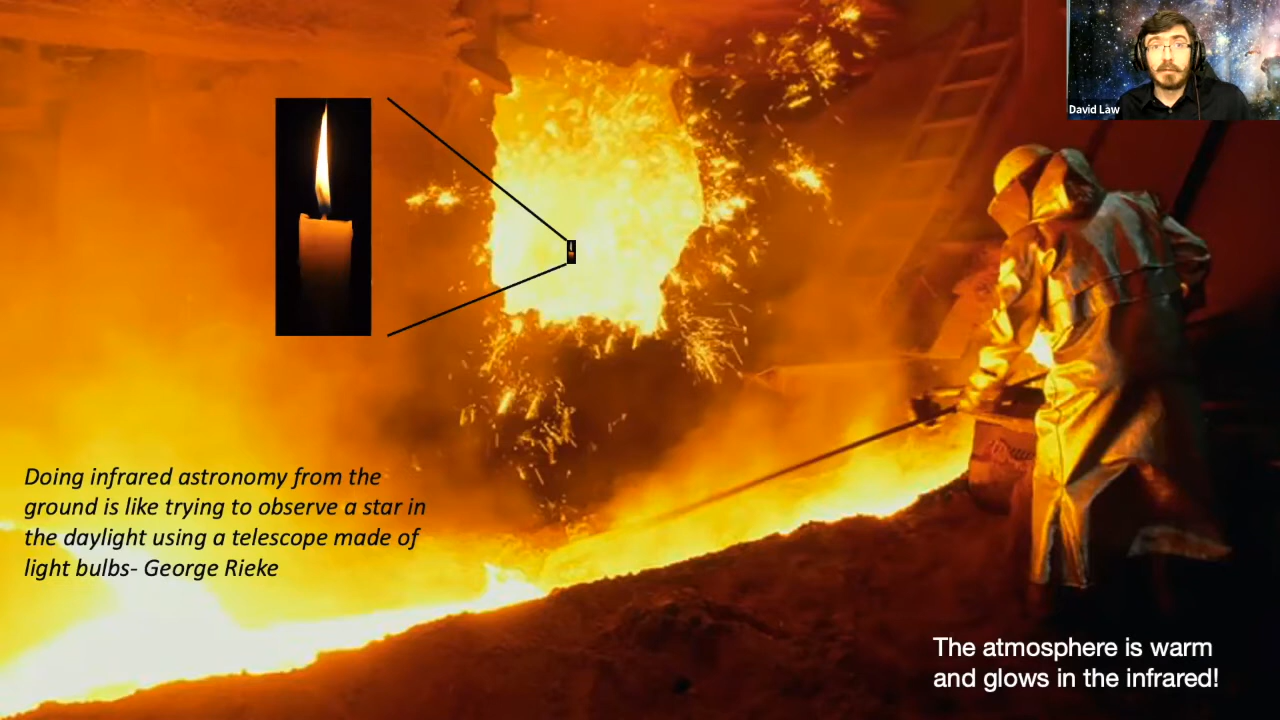 David Law
Doing infrared astronomy from the
ground is like trying to observe a star in
the daylight using a telescope made of
light bulbs- George Rieke
The atmosphere is warm
and glows in the infrared!